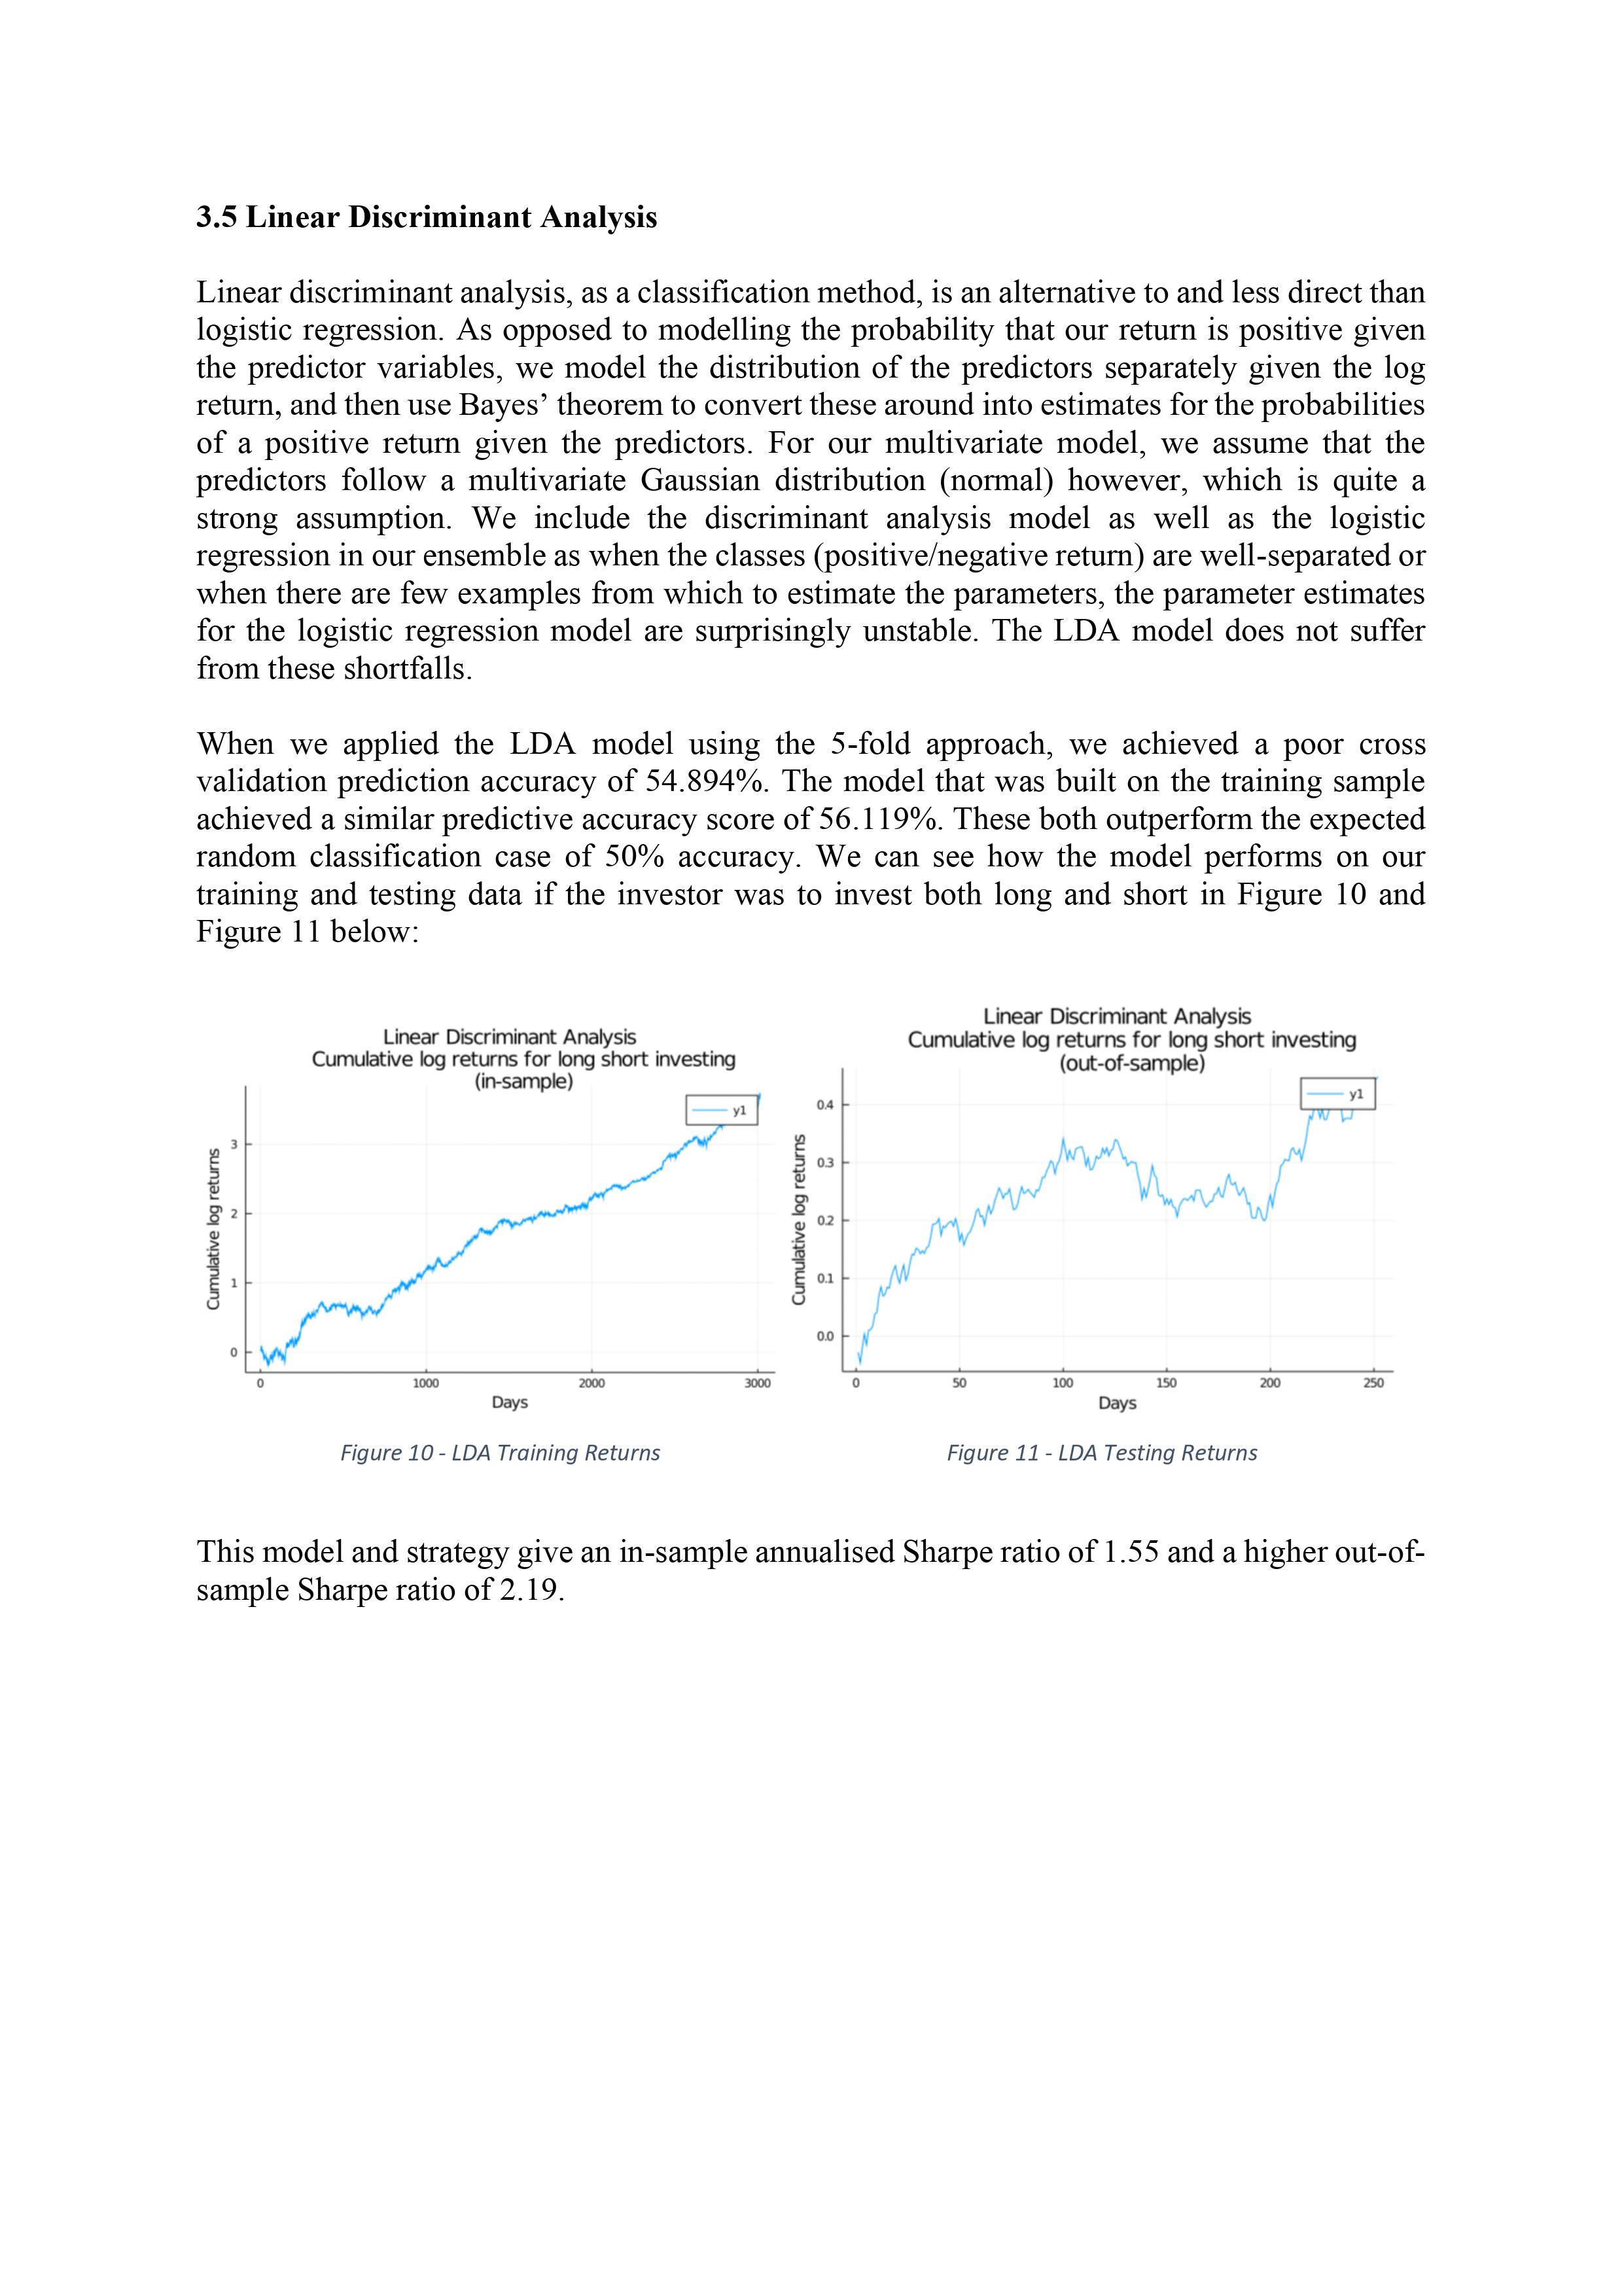 3.5 Linear Discriminant Analysis
Linear discriminant analysis, as a classification method, is an alternative to and less direct than
logistic regression. As opposed to modelling the probability that our return is positive given
the predictor variables, we model the distribution of the predictors separately given the log
return, and then use Bayes’ theorem to convert these around into estimates for the probabilities
of a positive return given the predictors. For our multivariate model, we assume that the
predictors follow a multivariate Gaussian distribution (normal) however, which is quite a
strong assumption. We include the discriminant analysis model as well as the logistic
regression in our ensemble as when the classes (positive/negative return) are well-separated or
when there are few examples from which to estimate the parameters, the parameter estimates
for the logistic regression model are surprisingly unstable. The LDA model does not suffer
from these shortfalls.
When we applied the LDA model using the 5-fold approach, we achieved a poor cross
validation prediction accuracy of 54.894%. The model that was built on the training sample
achieved a similar predictive accuracy score of 56.119%. These both outperform the expected
random classification case of 50% accuracy. We can see how the model performs on our
training and testing data if the investor was to invest both long and short in Figure 10 and
Figure 11 below:
Linear Discriminant Analysis
Cumulative log returns for long short investing
(in-sample)
y1
3
2
1
0
Cumulative log returns
0 1000 2000 3000
Days
Figure 10 - LDA Training Returns
Linear Discriminant Analysis
Cumulative log returns for long short investing
(out-of-sample)
y1
0.4
0.3
0.2
0.1
0.0
Cumulative log returns
0 50 100 150 200 250
Days
Figure 11 - LDA Testing Returns
This model and strategy give an in-sample annualised Sharpe ratio of 1.55 and a higher out-of-
sample Sharpe ratio of 2.19.